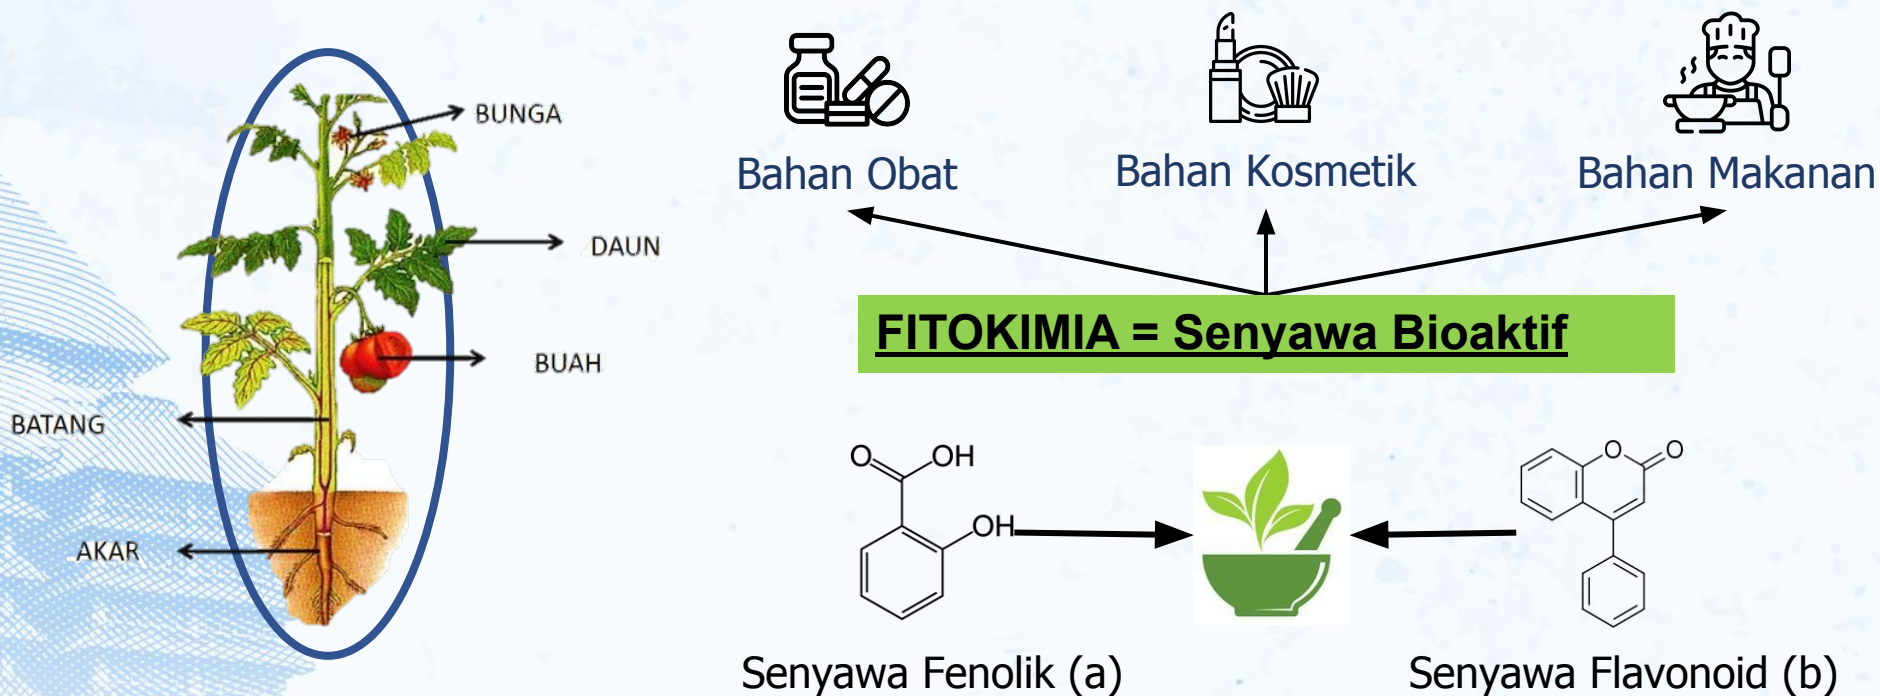 BUNGA
DAUN
BUAH
BATANG
AKAR
Bahan Obat
Bahan Kosmetik
Bahan Makanan
FITOKIMIA = Senyawa Bioaktif
O
OH
OH
O
O
Senyawa Fenolik (a)
Senyawa Flavonoid (b)